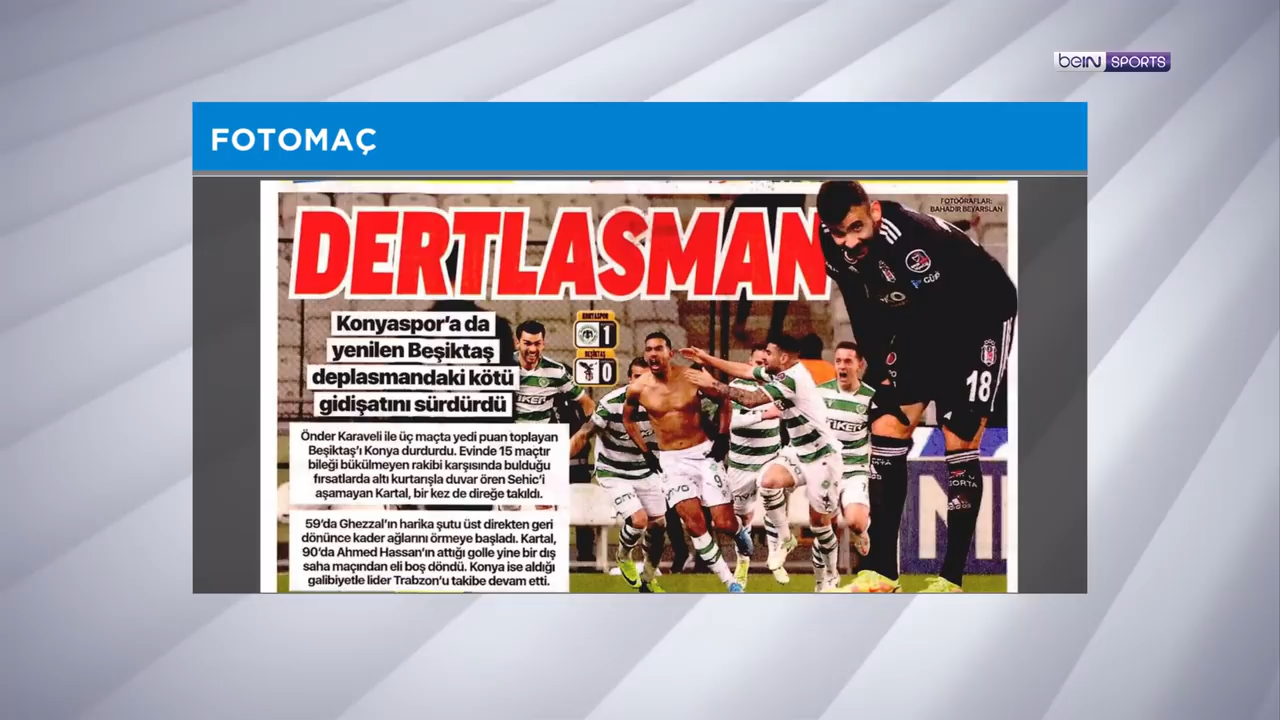 beIN SPORTS
FOTOMAÇ
DERTLASMAN
FOTOĞRAFLAR:
BAHADIR BEYARSLAN
Konyaspor'a da
yenilen Beşiktaş
deplasmandaki kötü
gidişatını sürdürdü
KONYASPOR
1
BEŞİKTAŞ
0
Önder Karaveli ile üç maçta yedi puan toplayan
Beşiktaş'ı Konya durdurdu. Evinde 15 maçtır
bileği bükülmeyen rakibi karşısında bulduğu
fırsatlarda altı kurtarışla duvar ören Sehic'i
aşamayan Kartal, bir kez de direğe takıldı.
59'da Ghezzal'ın harika şutu üst direkten geri
dönünce kader ağlarını örmeye başladı. Kartal,
90'da Ahmed Hassan'ın attığı golle yine bir dış
saha maçından eli boş döndü. Konya ise aldığı
galibiyetle lider Trabzon'u takibe devam etti.
18
9